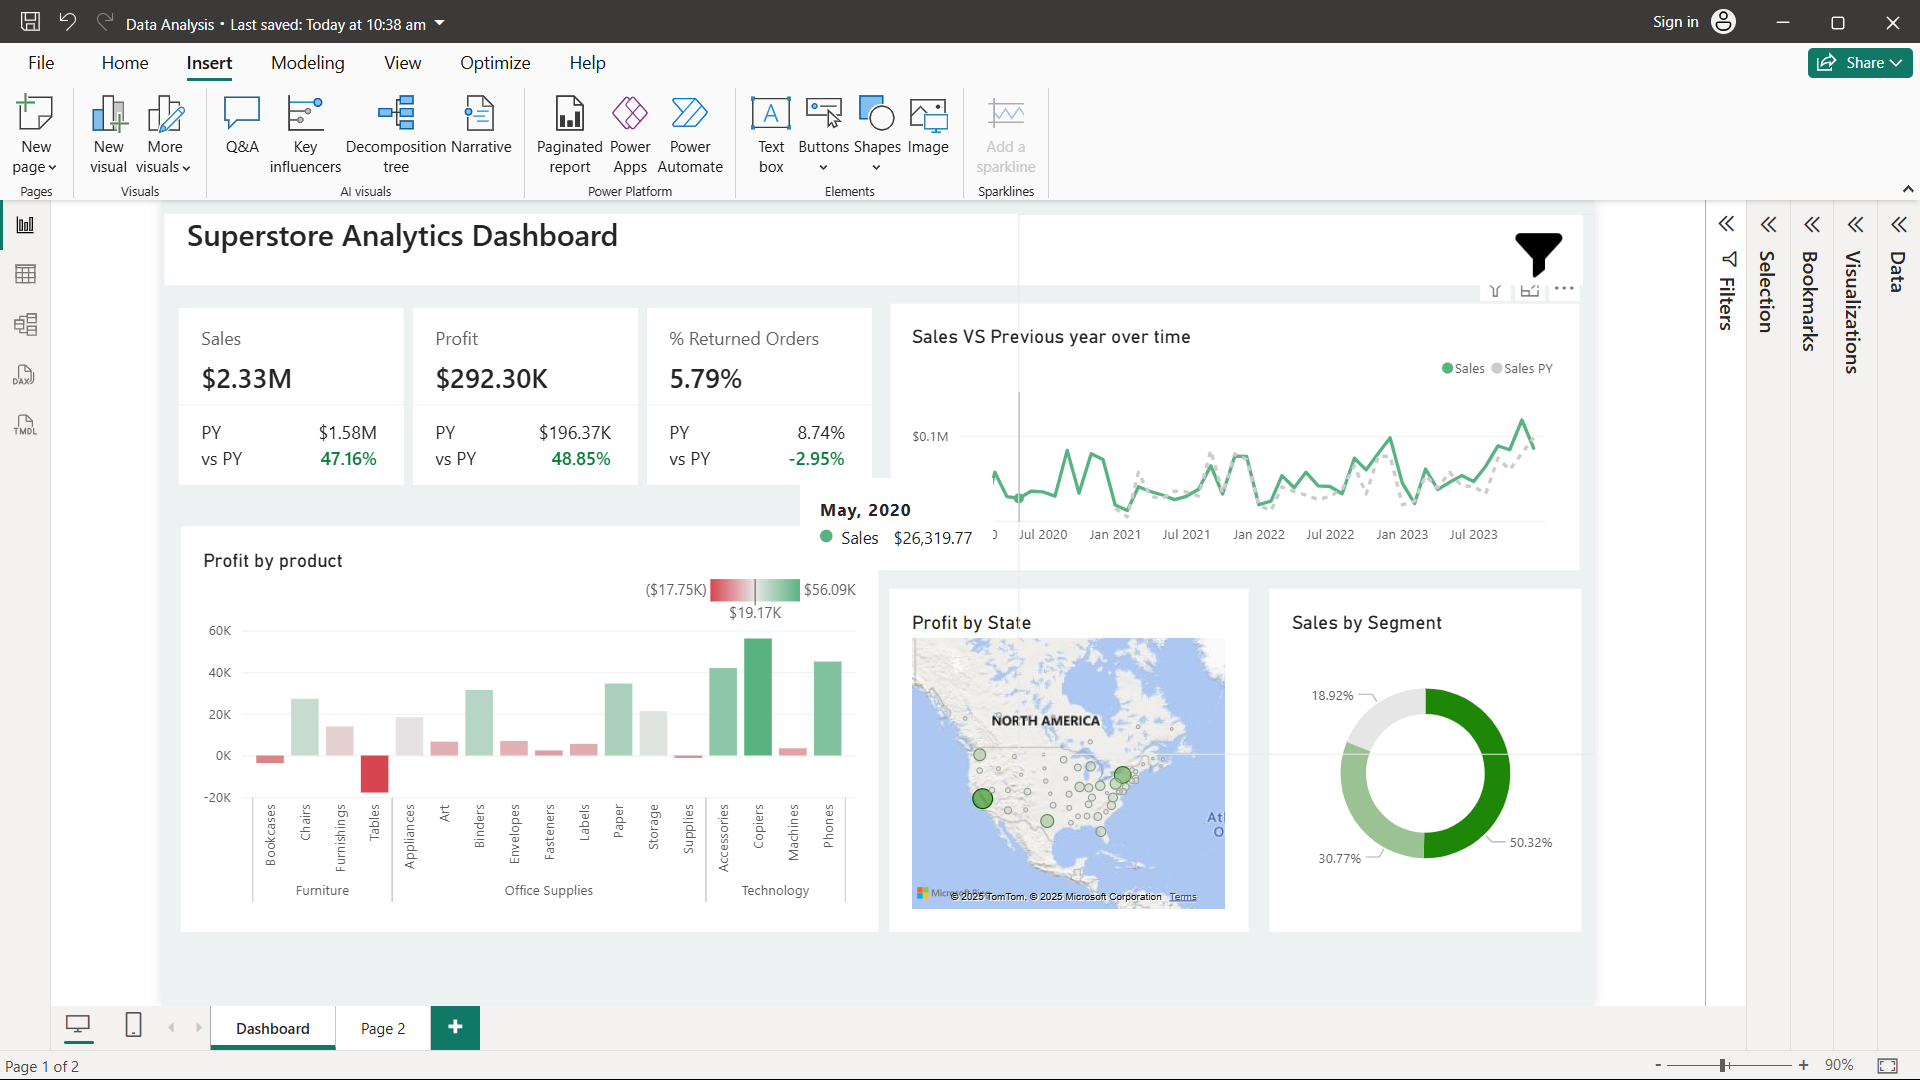 Data Analysis • Last saved: Today at 10:38 am
Sign in
File Home Insert Modeling View Optimize Help
Share
New page
New visual
More visuals
Q&A
Key influencers
Decomposition tree
Narrative
Paginated report
Power Apps
Power Automate
Text box
Buttons
Shapes
Image
Add a sparkline
Pages
Visuals
AI visuals
Power Platform
Elements
Sparklines
DAX
TMDL
Superstore Analytics Dashboard
Filters
Selection
Bookmarks
Visualizations
Data
Sales
$2.33M
PY $1.58M
vs PY 47.16%
Profit
$292.30K
PY $196.37K
vs PY 48.85%
% Returned Orders
5.79%
PY 8.74%
vs PY -2.95%
Sales VS Previous year over time
Sales Sales PY
$0.1M
Jul 2020 Jan 2021 Jul 2021 Jan 2022 Jul 2022 Jan 2023 Jul 2023
May, 2020
Sales $26,319.77
Profit by product
($17.75K) $56.09K
$19.17K
60K
40K
20K
0K
-20K
Bookcases
Chairs
Furnishings
Tables
Appliances
Art
Binders
Envelopes
Fasteners
Labels
Paper
Storage
Supplies
Accessories
Copiers
Machines
Phones
Furniture Office Supplies Technology
Profit by State
NORTH AMERICA
© 2025 TomTom, © 2025 Microsoft Corporation Terms
Sales by Segment
18.92%
50.32%
30.77%
Dashboard Page 2 +
Page 1 of 2
- + 90%